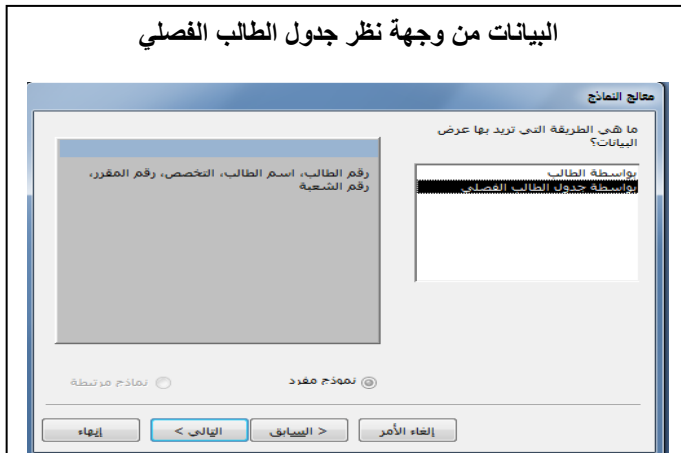 البيانات من وجهة نظر جدول الطالب الفصلي
معالج النماذج
ما هي الطريقة التي تريد بها عرض
البيانات؟
بواسطة الطالب
بواسطة جدول الطالب الفصلي
رقم الطالب، اسم الطالب، التخصص، رقم المقرر،
رقم الشعبة
نموذج مفرد
نماذج مرتبطة
إلغاء الأمر
< السابق
التالي >
إنهاء